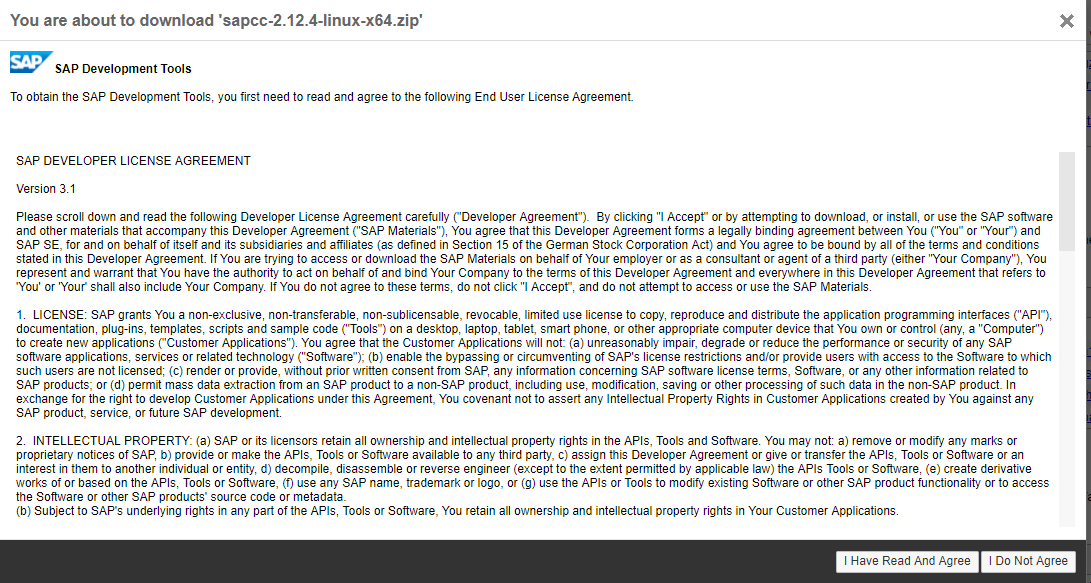 You are about to download 'sapcc-2.12.4-linux-x64.zip'
SAP SAP Development Tools
To obtain the SAP Development Tools, you first need to read and agree to the following End User License Agreement.
SAP DEVELOPER LICENSE AGREEMENT
Version 3.1
Please scroll down and read the following Developer License Agreement carefully ("Developer Agreement").  By clicking "I Accept" or by attempting to download, or install, or use the SAP software
and other materials that accompany this Developer Agreement ("SAP Materials"), You agree that this Developer Agreement forms a legally binding agreement between You ("You" or "Your") and
SAP SE, for and on behalf of itself and its subsidiaries and affiliates (as defined in Section 15 of the German Stock Corporation Act) and You agree to be bound by all of the terms and conditions
stated in this Developer Agreement. If You are trying to access or download the SAP Materials on behalf of Your employer or as a consultant or agent of a third party (either "Your Company"), You
represent and warrant that You have the authority to act on behalf of and bind Your Company to the terms of this Developer Agreement and everywhere in this Developer Agreement that refers to
'You' or 'Your' shall also include Your Company. If You do not agree to these terms, do not click "I Accept", and do not attempt to access or use the SAP Materials.
1.  LICENSE: SAP grants You a non-exclusive, non-transferable, non-sublicensable, revocable, limited use license to copy, reproduce and distribute the application programming interfaces ("API"),
documentation, plug-ins, templates, scripts and sample code ("Tools") on a desktop, laptop, tablet, smart phone, or other appropriate computer device that You own or control (any, a "Computer")
to create new applications ("Customer Applications"). You agree that the Customer Applications will not: (a) unreasonably impair, degrade or reduce the performance or security of any SAP
software applications, services or related technology ("Software"); (b) enable the bypassing or circumventing of SAP's license restrictions and/or provide users with access to the Software to which
such users are not licensed; (c) render or provide, without prior written consent from SAP, any information concerning SAP software license terms, Software, or any other information related to
SAP products; or (d) permit mass data extraction from an SAP product to a non-SAP product, including use, modification, saving or other processing of such data in the non-SAP product. In
exchange for the right to develop Customer Applications under this Agreement, You covenant not to assert any Intellectual Property Rights in Customer Applications created by You against any
SAP product, service, or future SAP development.
2.  INTELLECTUAL PROPERTY: (a) SAP or its licensors retain all ownership and intellectual property rights in the APIs, Tools and Software. You may not: a) remove or modify any marks or
proprietary notices of SAP, b) provide or make the APIs, Tools or Software available to any third party, c) assign this Developer Agreement or give or transfer the APIs, Tools or Software or an
interest in them to another individual or entity, d) decompile, disassemble or reverse engineer (except to the extent permitted by applicable law) the APIs Tools or Software, (e) create derivative
works of or based on the APIs, Tools or Software, (f) use any SAP name, trademark or logo, or (g) use the APIs or Tools to modify existing Software or other SAP product functionality or to access
the Software or other SAP products' source code or metadata.
(b) Subject to SAP's underlying rights in any part of the APIs, Tools or Software, You retain all ownership and intellectual property rights in Your Customer Applications.
I Have Read And Agree I Do Not Agree